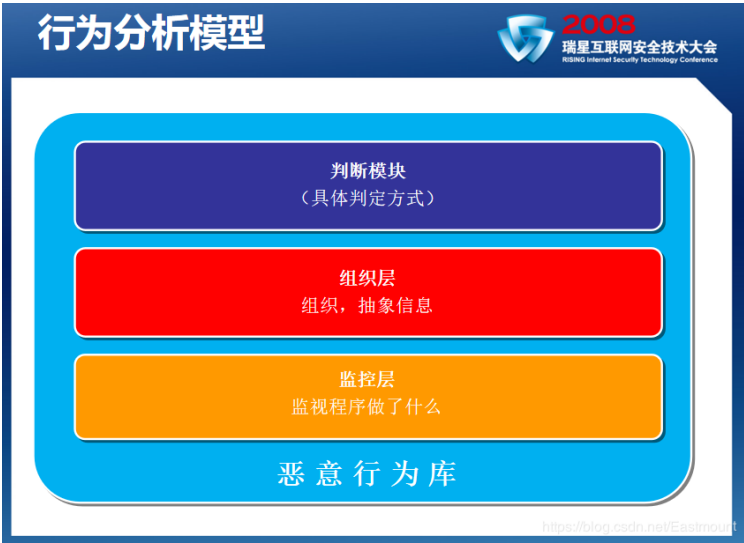 行为分析模型
2008
瑞星互联网安全技术大会
RISING Internet Security Technology Conference
判断模块
（具体判定方式）
组织层
组织，抽象信息
监控层
监视程序做了什么
恶意行为库
https://blog.csdn.net/Eastmount